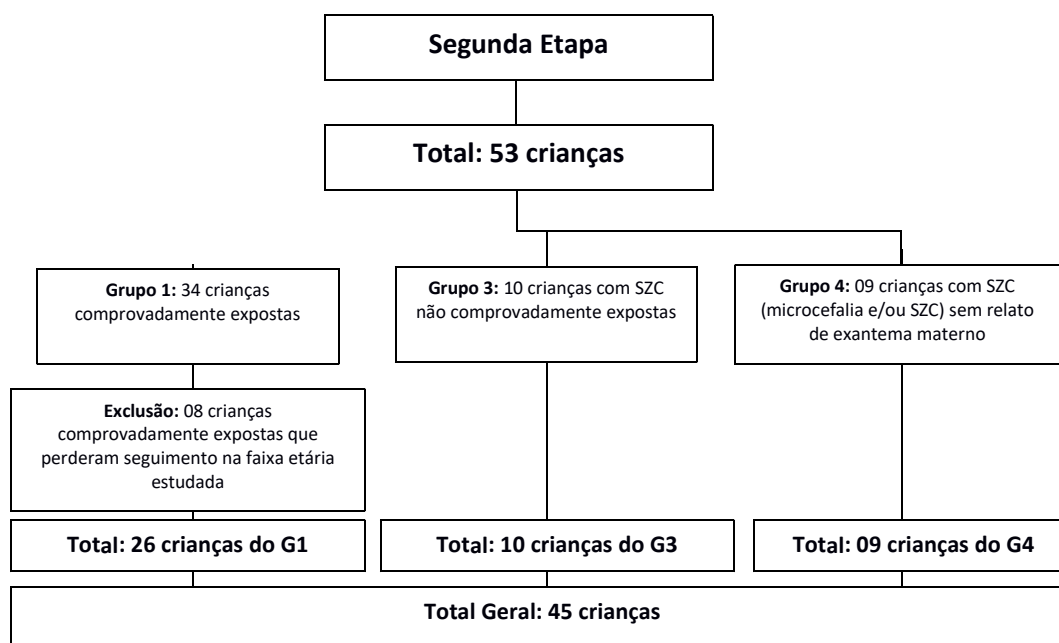 Segunda Etapa
Total: 53 crianças
Grupo 1: 34 crianças
comprovadamente expostas
Grupo 3: 10 crianças com SZC
não comprovadamente expostas
Grupo 4: 09 crianças com SZC
(microcefalia e/ou SZC) sem relato
de exantema materno
Exclusão: 08 crianças
comprovadamente expostas que
perderam seguimento na faixa etária
estudada
Total: 26 crianças do G1
Total: 10 crianças do G3
Total: 09 crianças do G4
Total Geral: 45 crianças